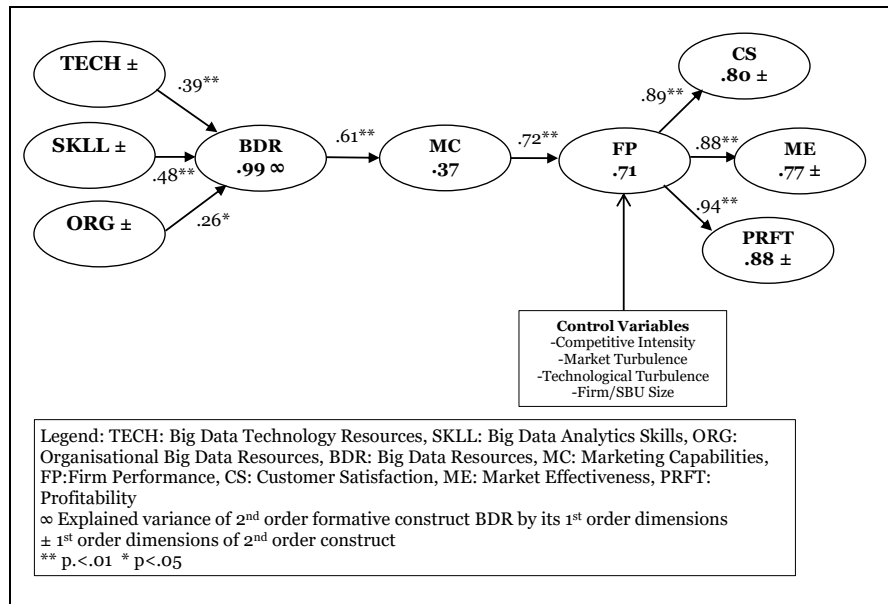 TECH ±
.39**
SKLL ±
.48**
ORG ±
.26*
BDR
.99 ∞
.61**
MC
.37
.72**
FP
.71
.89**
CS
.80 ±
.88**
ME
.77 ±
.94**
PRFT
.88 ±
Control Variables
-Competitive Intensity
-Market Turbulence
-Technological Turbulence
-Firm/SBU Size
Legend: TECH: Big Data Technology Resources, SKLL: Big Data Analytics Skills, ORG:
Organisational Big Data Resources, BDR: Big Data Resources, MC: Marketing Capabilities,
FP:Firm Performance, CS: Customer Satisfaction, ME: Market Effectiveness, PRFT:
Profitability
∞ Explained variance of 2nd order formative construct BDR by its 1st order dimensions
± 1st order dimensions of 2nd order construct
** p.<.01 * p<.05